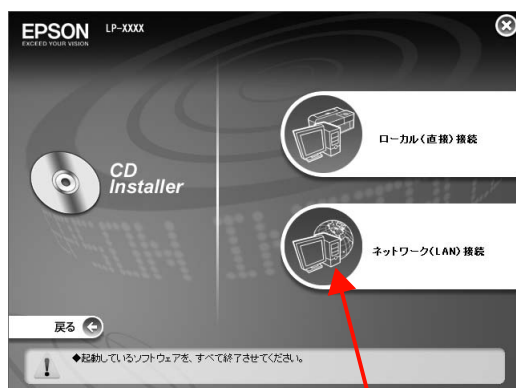 EPSON
EXCEED YOUR VISION
LP-XXXX
ローカル(直接)接続
CD
Installer
ネットワーク(LAN)接続
戻る
◆起動しているソフトウェアを、すべて終了させてください。